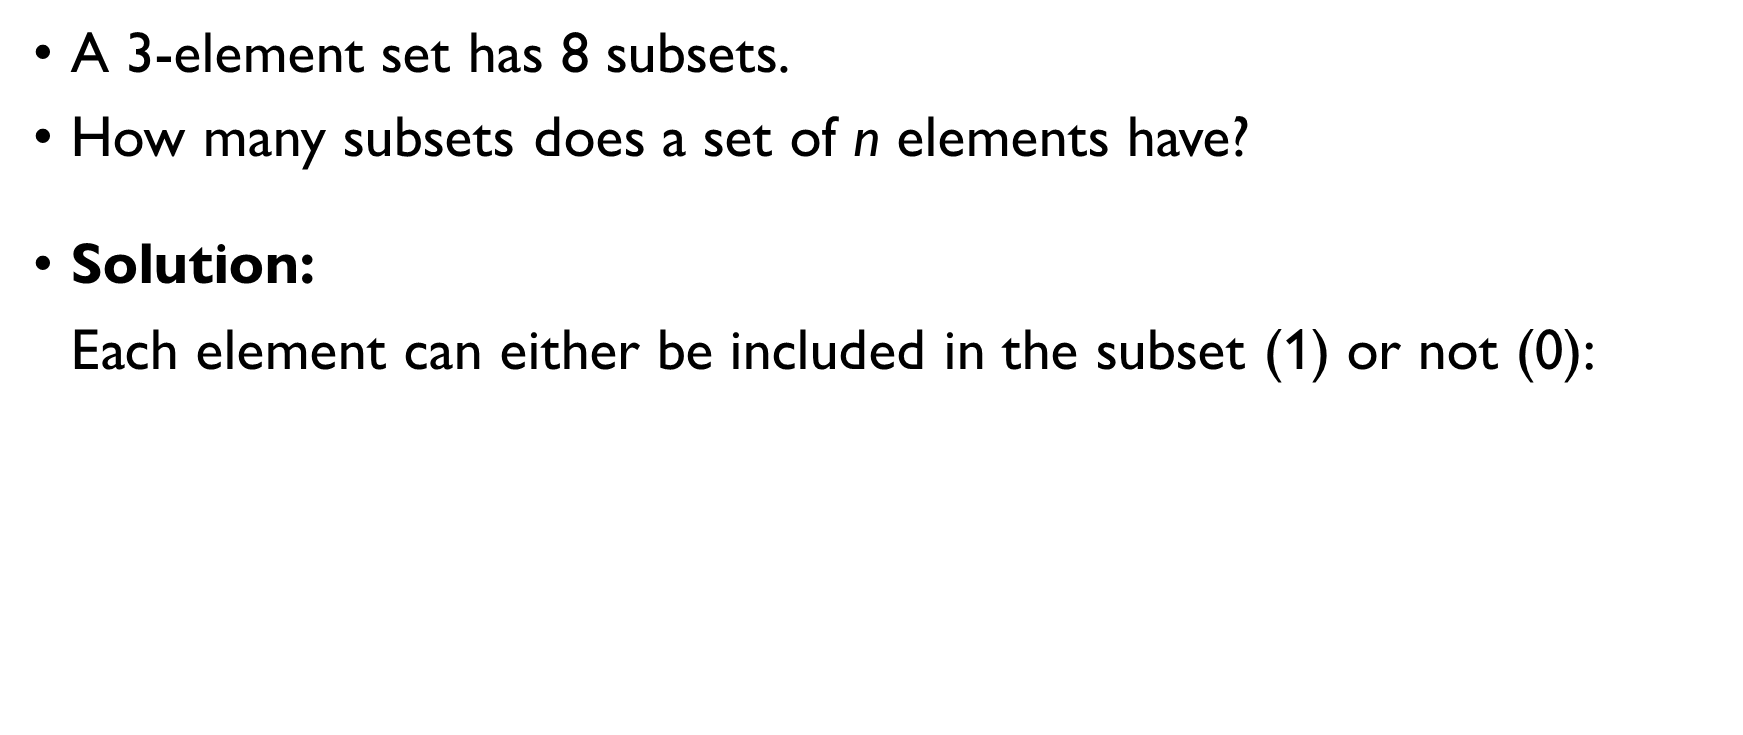 • A 3-element set has 8 subsets.
• How many subsets does a set of n elements have?
• Solution:
Each element can either be included in the subset (1) or not (0):